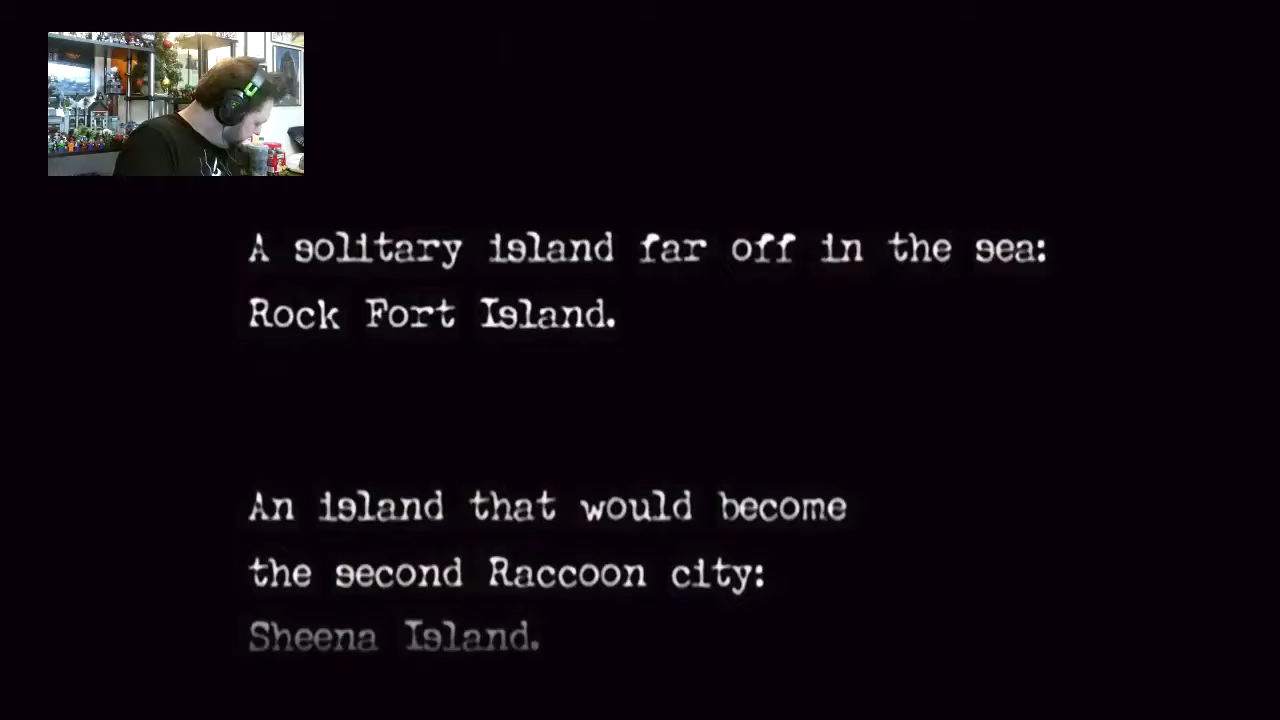 A solitary island far off in the sea:
Rock Fort Island.
An island that would become
the second Raccoon city:
Sheena Island.